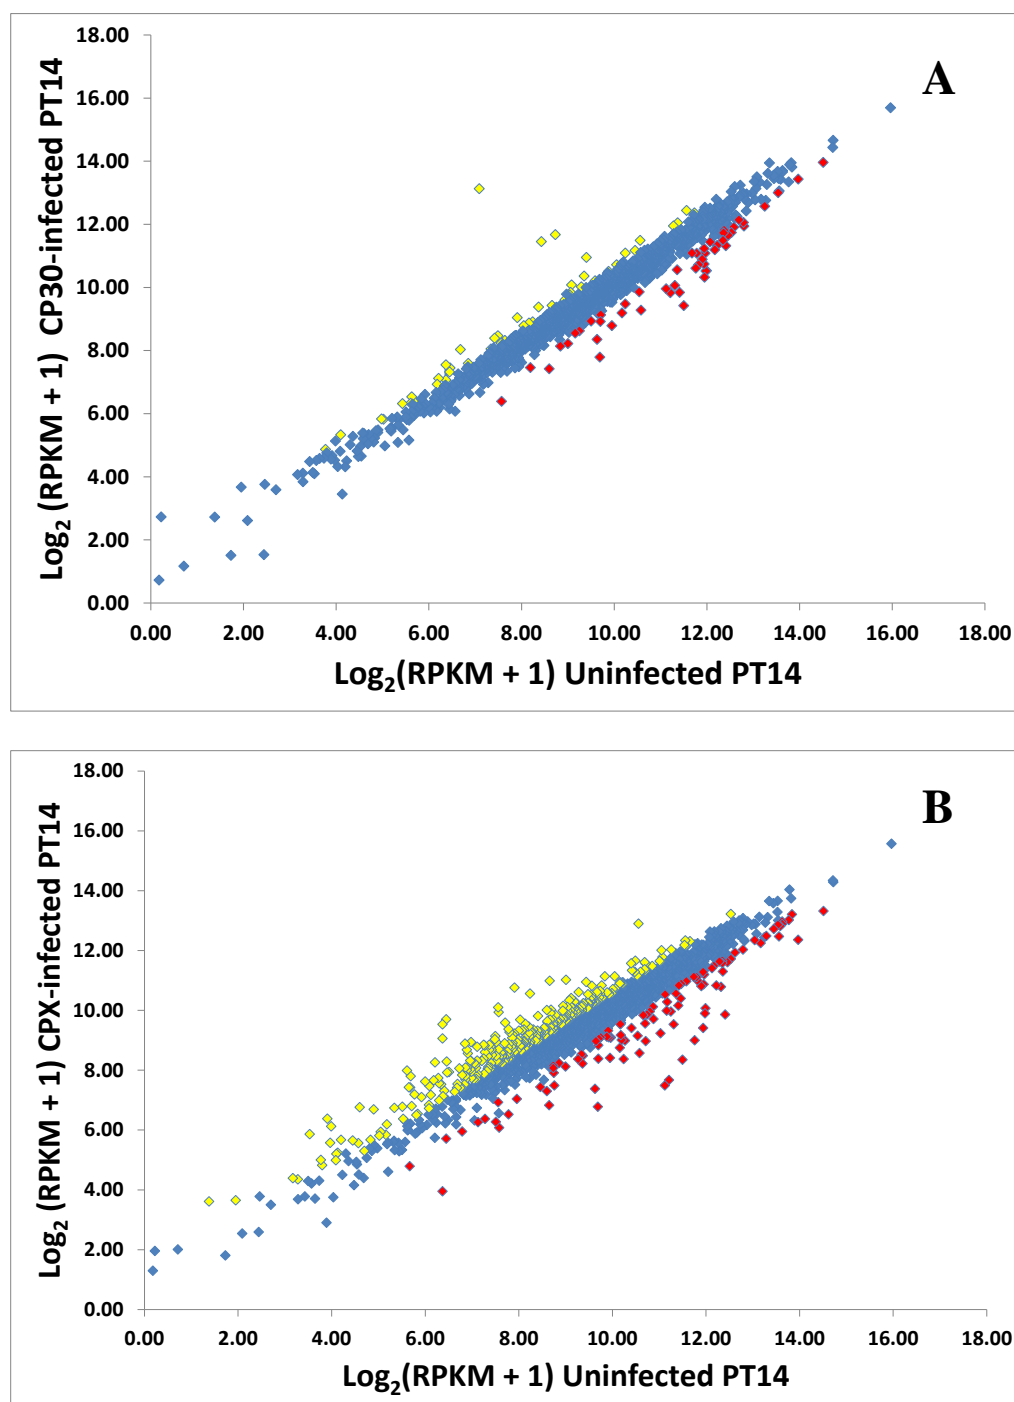 A
18.00
16.00
14.00
12.00
10.00
8.00
6.00
4.00
2.00
0.00
Log₂ (RPKM + 1) CP30-infected PT14
0.00 2.00 4.00 6.00 8.00 10.00 12.00 14.00 16.00 18.00
Log₂(RPKM + 1) Uninfected PT14
B
18.00
16.00
14.00
12.00
10.00
8.00
6.00
4.00
2.00
0.00
Log₂ (RPKM + 1) CPX-infected PT14
0.00 2.00 4.00 6.00 8.00 10.00 12.00 14.00 16.00 18.00
Log₂(RPKM + 1) Uninfected PT14